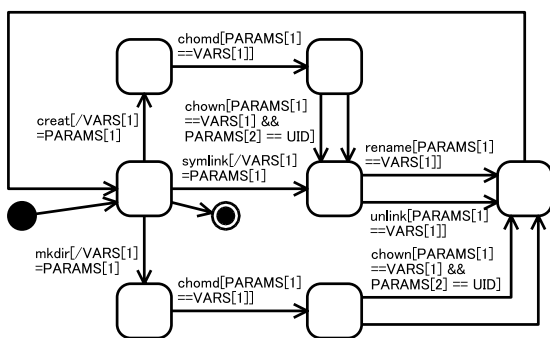 chomd[PARAMS[1]
==VARS[1]]
creat[/VARS[1]
=PARAMS[1]
chown[PARAMS[1]
==VARS[1] &&
PARAMS[2] == UID]
symlink[/VARS[1]
=PARAMS[1]
rename[PARAMS[1]
==VARS[1]]
unlink[PARAMS[1]
==VARS[1]]
mkdir[/VARS[1]
=PARAMS[1]
chomd[PARAMS[1]
==VARS[1]]
chown[PARAMS[1]
==VARS[1] &&
PARAMS[2] == UID]